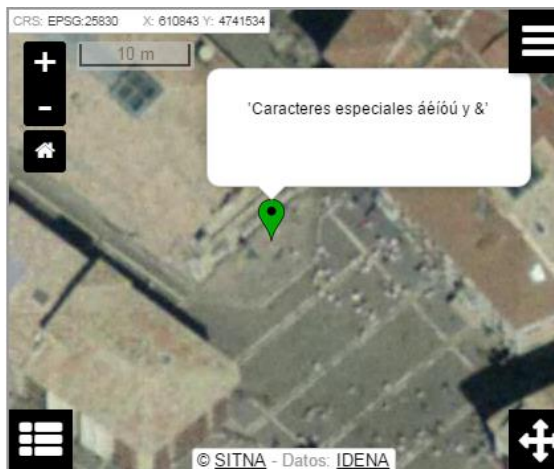 CRS: EPSG:25830 X: 610843 Y: 4741534
10 m
'Caracteres especiales áéíóú y &'
© SITNA - Datos: IDENA